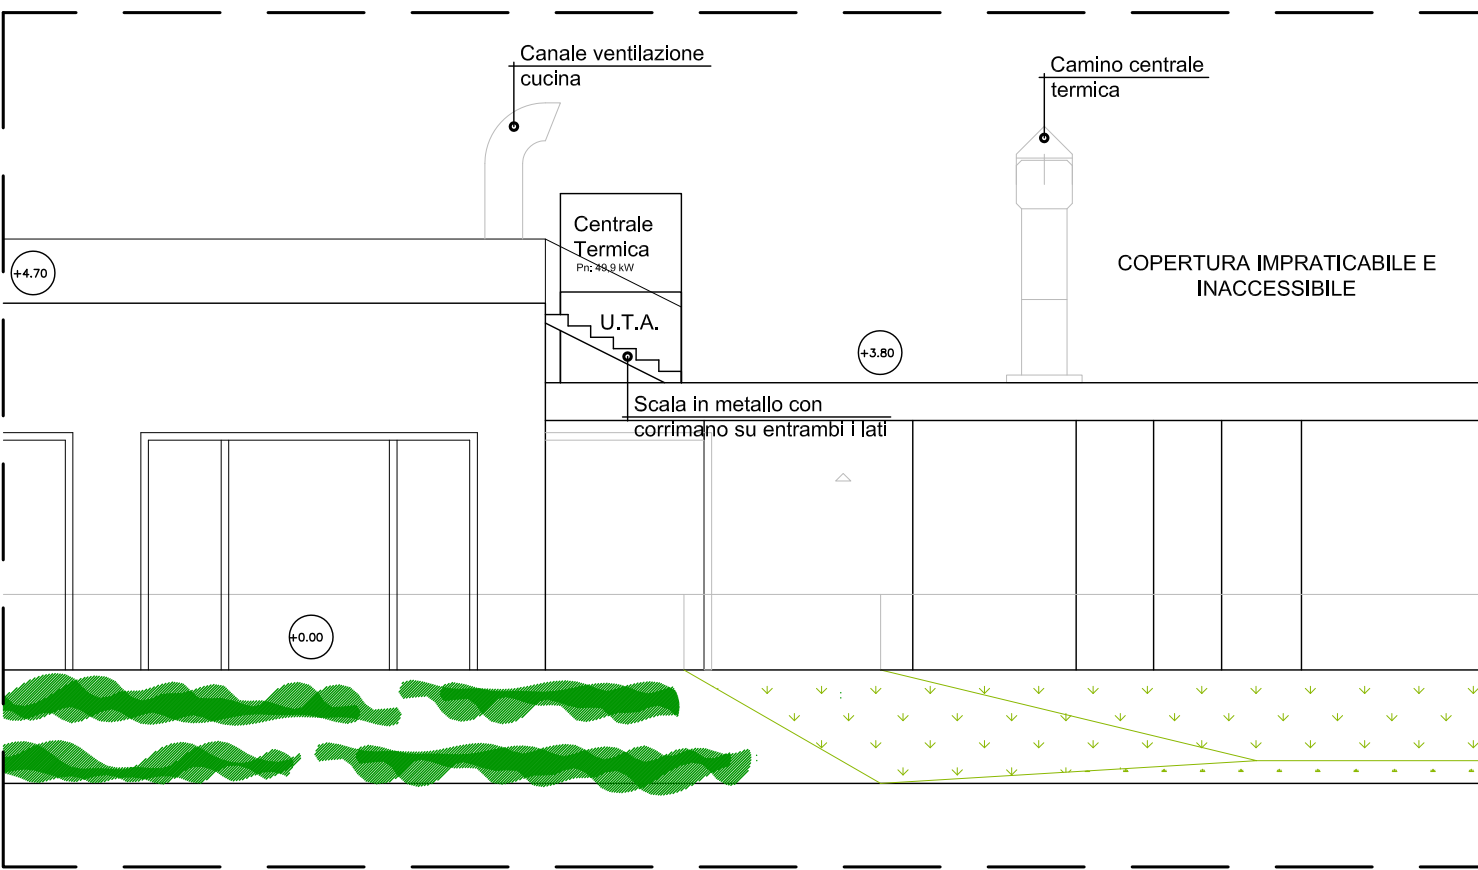 Canale ventilazione
cucina
Camino centrale
termica
Centrale
Termica
Pn: 49,9 kW
COPERTURA IMPRATICABILE E
INACCESSIBILE
+4.70
U.T.A.
+3.80
Scala in metallo con
corrimano su entrambi i lati
+0.00